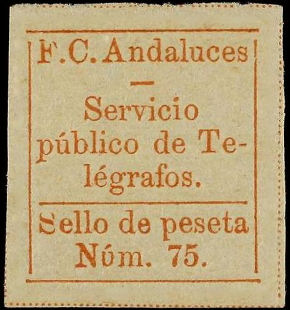 F.C. Andaluces
—
Servicio
público de Te-
légrafos.
Sello de peseta
Núm. 75.